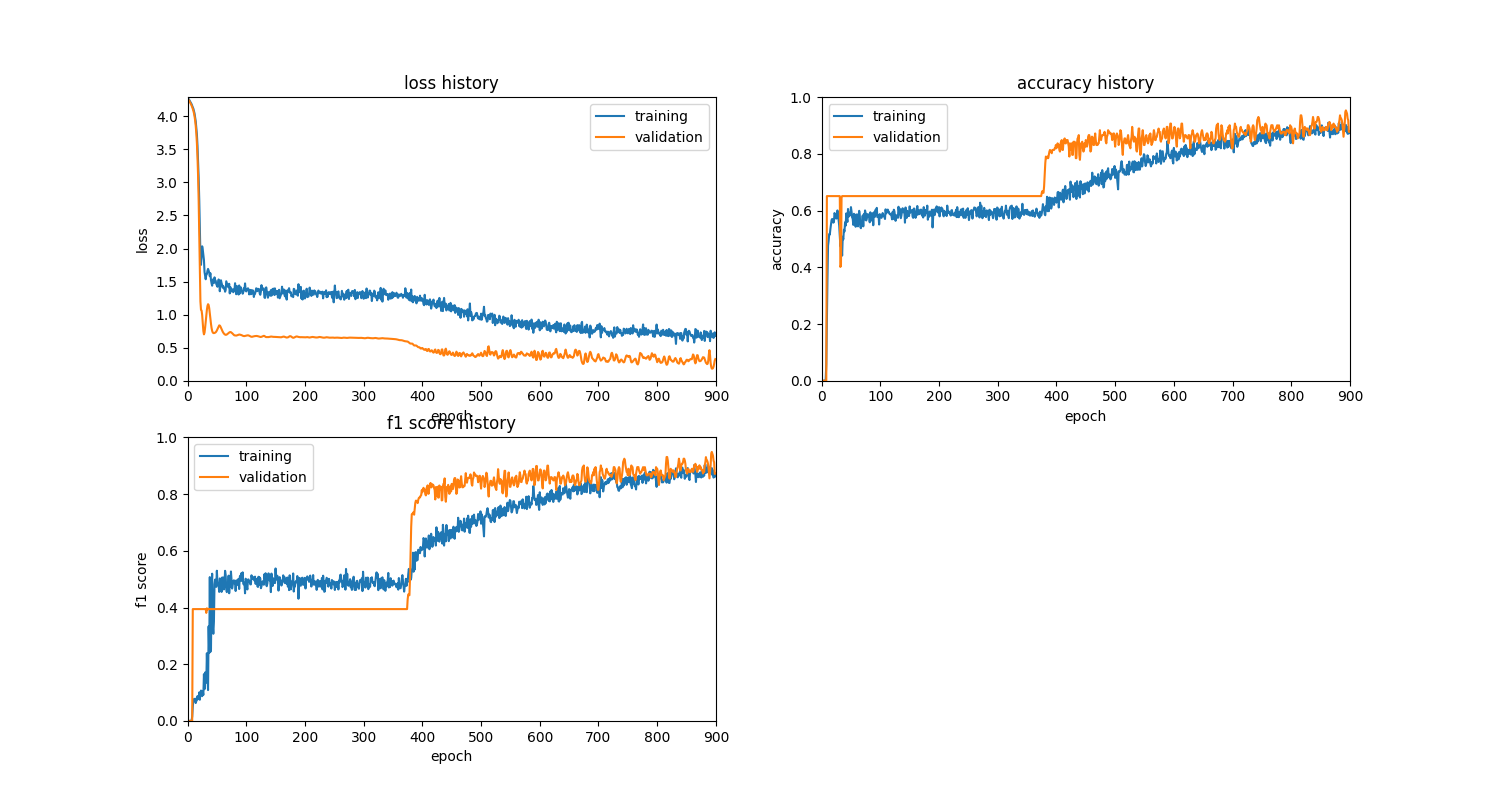 loss history
4.0
3.5
3.0
2.5
2.0
1.5
1.0
0.5
0.0
loss
training
validation
0 100 200 300 400 500 600 700 800 900
epoch
accuracy history
1.0
0.8
0.6
0.4
0.2
0.0
accuracy
training
validation
0 100 200 300 400 500 600 700 800 900
epoch
f1 score history
1.0
0.8
0.6
0.4
0.2
0.0
f1 score
training
validation
0 100 200 300 400 500 600 700 800 900
epoch